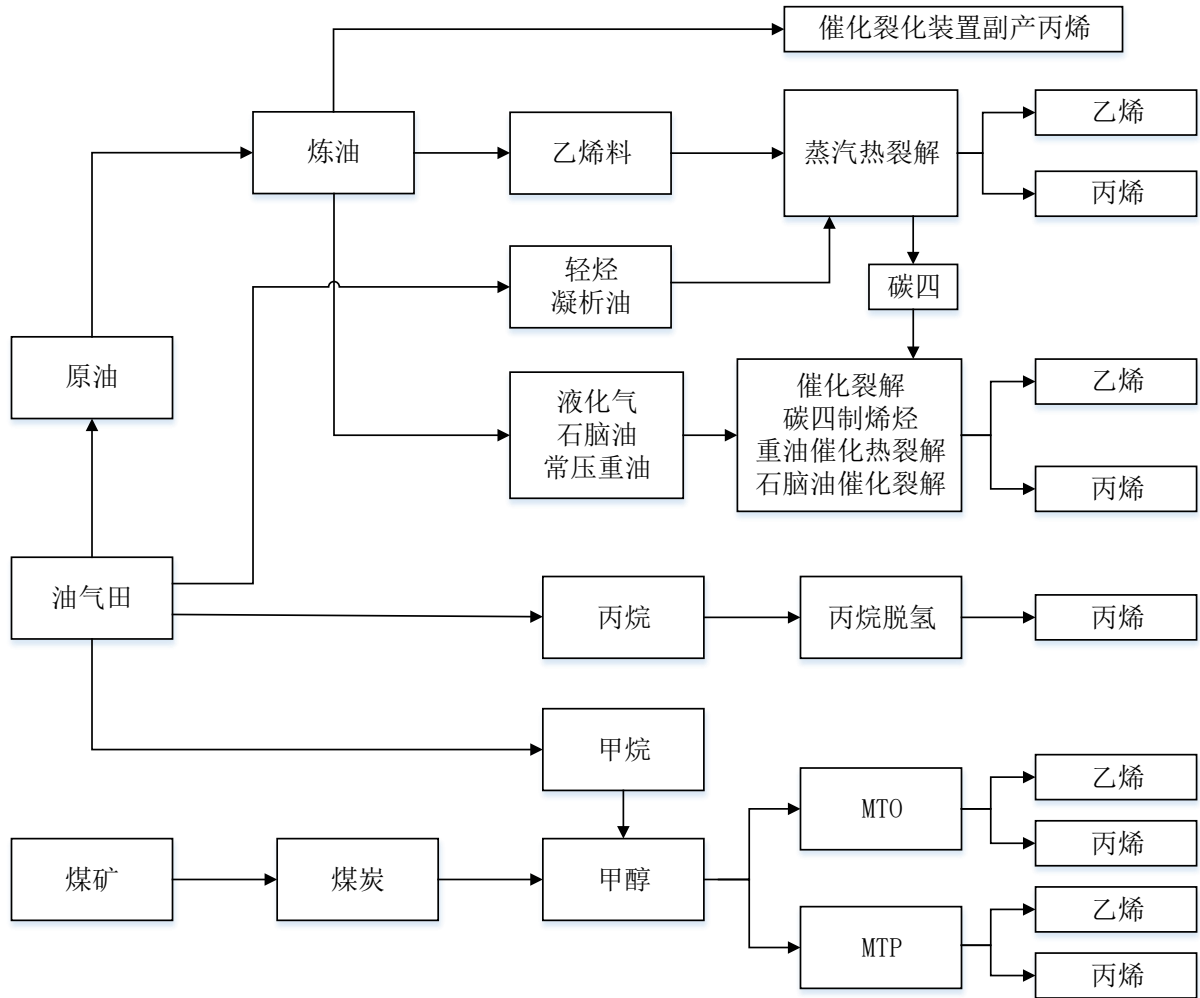 催化裂化装置副产丙烯
炼油
乙烯料
蒸汽热裂解
乙烯
丙烯
轻烃
凝析油
碳四
原油
液化气
石脑油
常压重油
催化裂解
碳四制烯烃
重油催化热裂解
石脑油催化裂解
乙烯
丙烯
油气田
丙烷
丙烷脱氢
丙烯
甲烷
煤矿
煤炭
甲醇
MTO
乙烯
丙烯
MTP
乙烯
丙烯